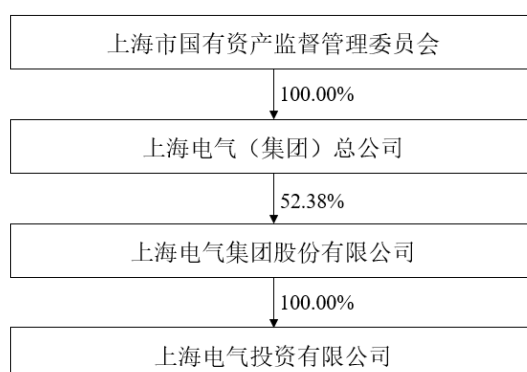 上海市国有资产监督管理委员会
100.00%
上海电气（集团）总公司
52.38%
上海电气集团股份有限公司
100.00%
上海电气投资有限公司